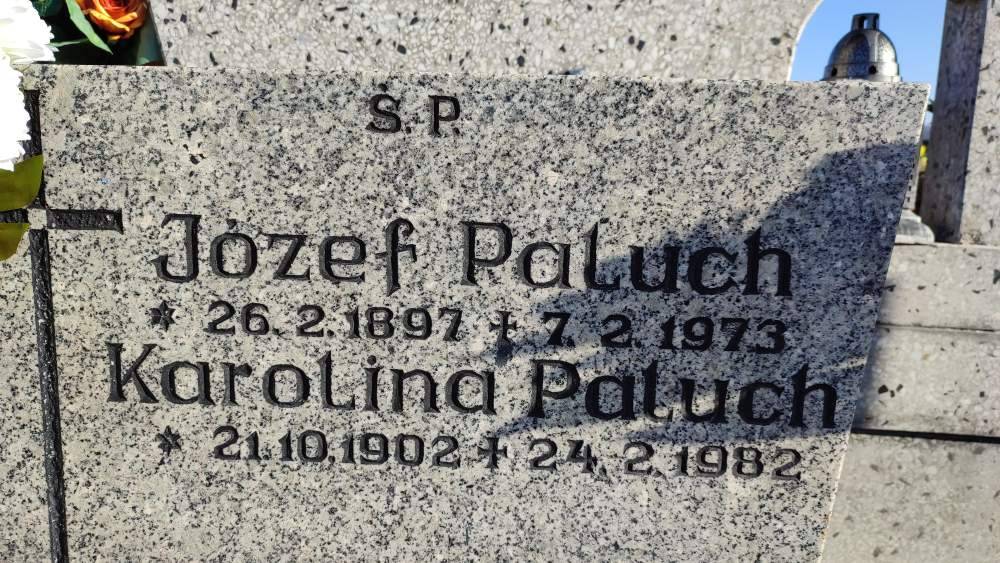 Ś. P.
Józef Paluch
* 26. 2. 1897 + 7. 2. 1973
Karolina Paluch
* 21.10.1902 + 24. 2. 1982